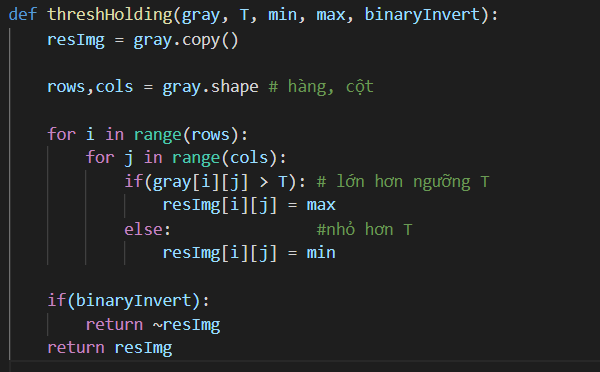 def threshHolding(gray, T, min, max, binaryInvert):
    resImg = gray.copy()
    rows,cols = gray.shape # hàng, cột
    for i in range(rows):
        for j in range(cols):
            if(gray[i][j] > T): # lớn hơn ngưỡng T
                resImg[i][j] = max
            else:               #nhỏ hơn T
                resImg[i][j] = min
    if(binaryInvert):
        return ~resImg
    return resImg